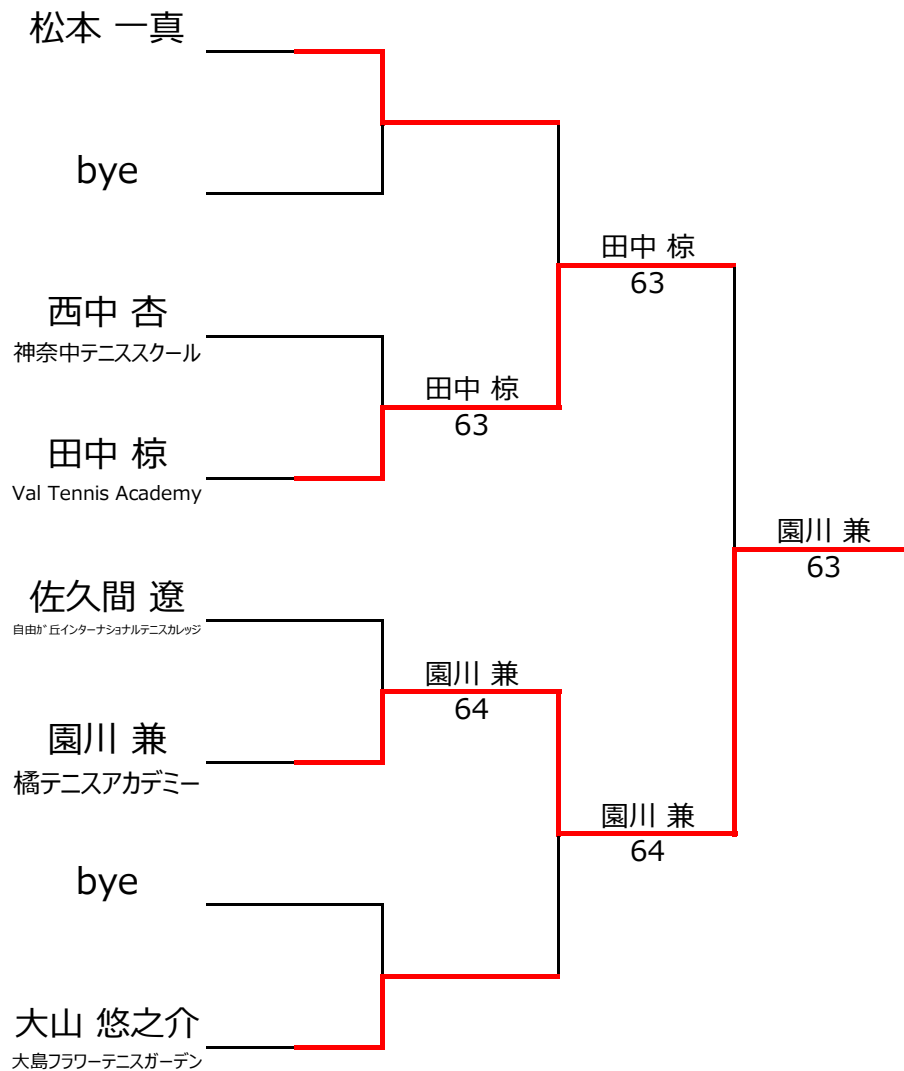 松本 一真
bye
田中 椋
63
西中 杏
神奈中テニススクール
田中 椋
63
田中 椋
Val Tennis Academy
園川 兼
63
佐久間 遼
自由が丘インターナショナルテニスカレッジ
園川 兼
64
園川 兼
橘テニスアカデミー
園川 兼
64
bye
大山 悠之介
大島フラワーテニスガーデン